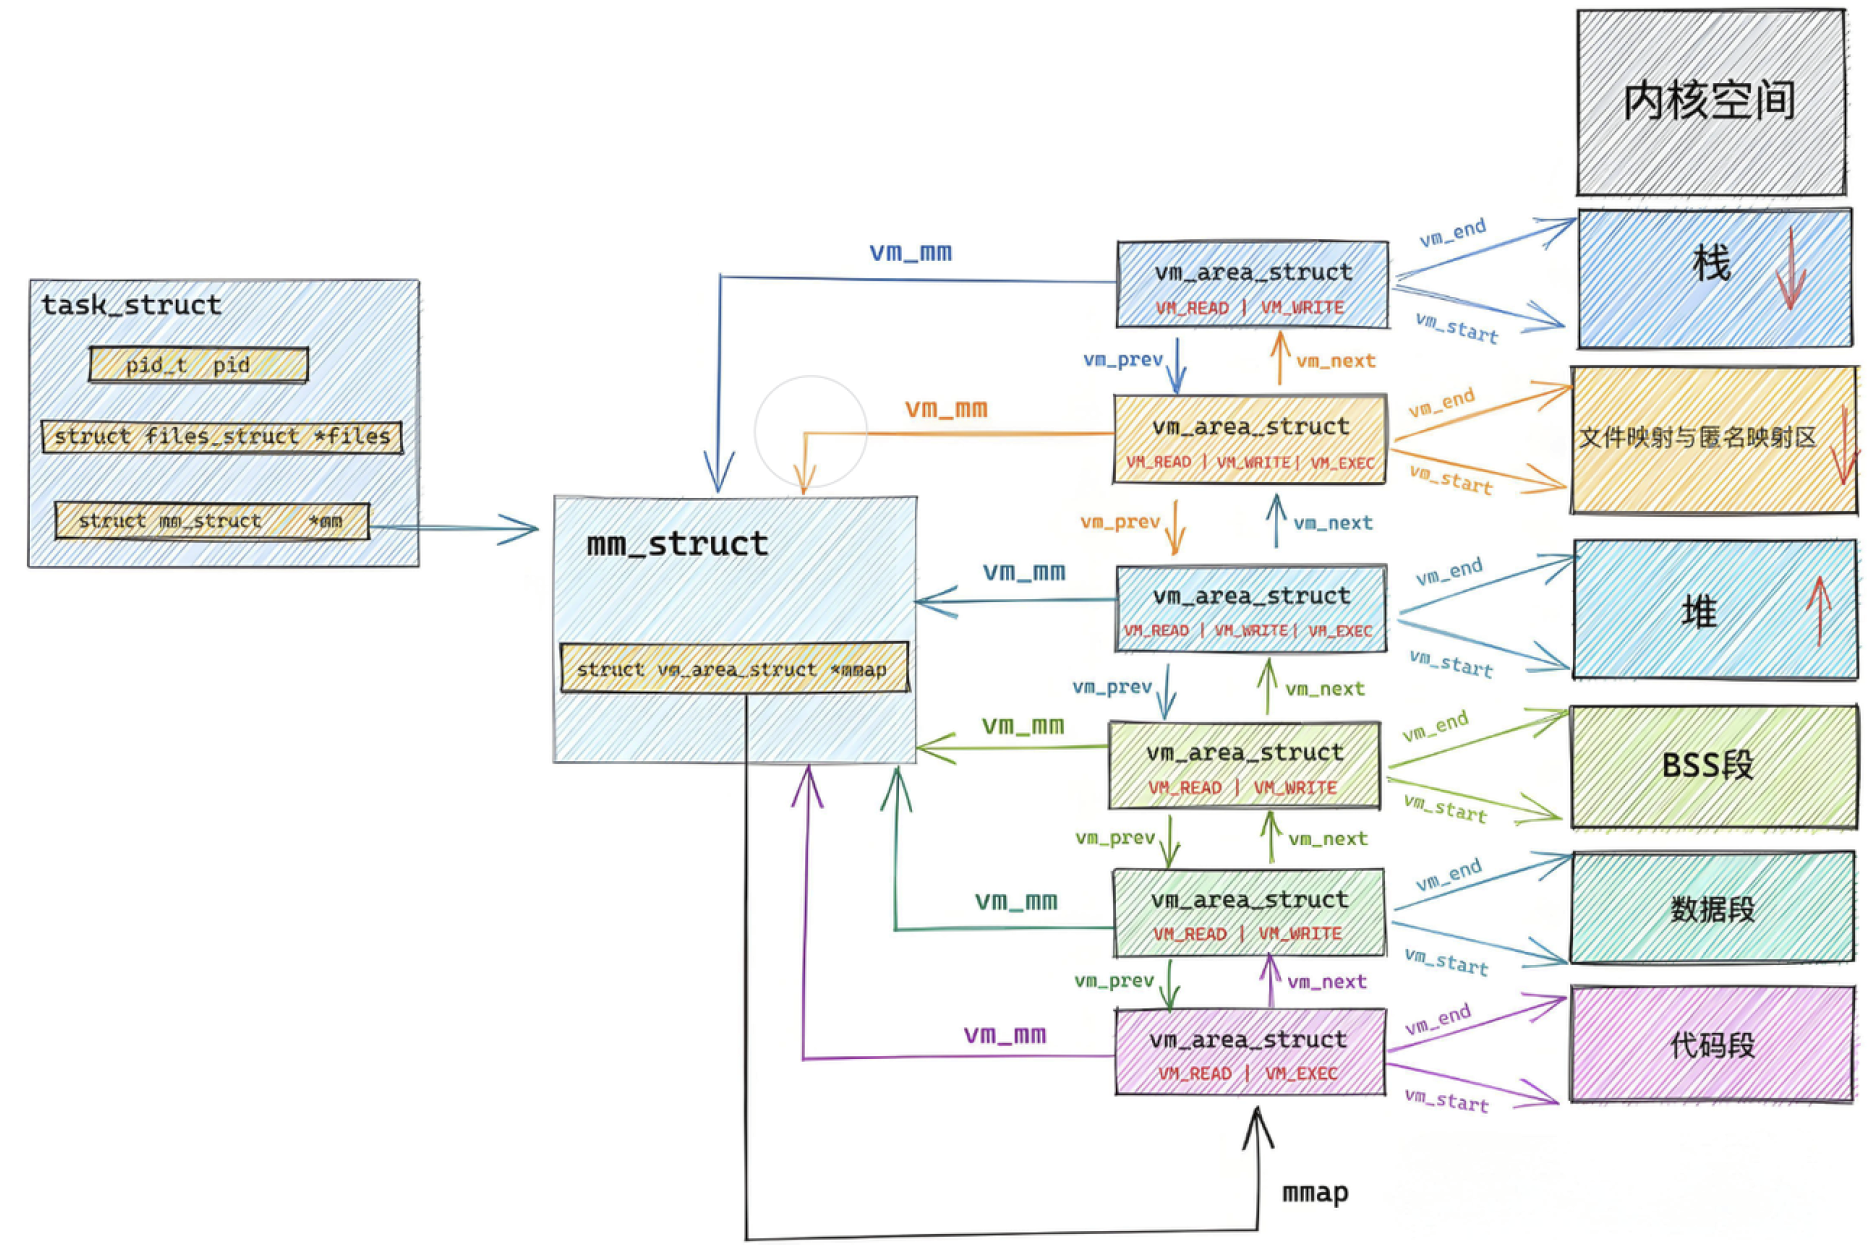 内核空间
task_struct
pid_t pid
struct files_struct *files
struct mm_struct *mm
mm_struct
struct vm_area_struct *mmap
vm_mm
vm_area_struct
VM_READ | VM_WRITE
vm_end
vm_start
栈
vm_prev
vm_next
vm_mm
vm_area_struct
VM_READ | VM_WRITE | VM_EXEC
vm_end
vm_start
文件映射与匿名映射区
vm_prev
vm_next
vm_mm
vm_area_struct
VM_READ | VM_WRITE | VM_EXEC
vm_end
vm_start
堆
vm_prev
vm_next
vm_mm
vm_area_struct
VM_READ | VM_WRITE
vm_end
vm_start
BSS段
vm_prev
vm_next
vm_mm
vm_area_struct
VM_READ | VM_WRITE
vm_end
vm_start
数据段
vm_prev
vm_next
vm_mm
vm_area_struct
VM_READ | VM_EXEC
vm_end
vm_start
代码段
mmap